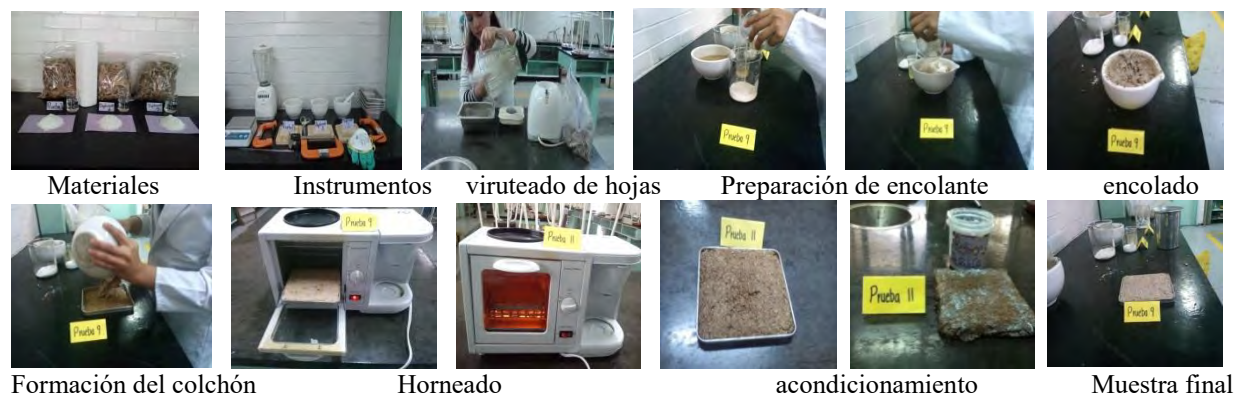 Prueba 9
Prueba 9
Prueba 9
Materiales Instrumentos viruteado de hojas Preparación de encolante encolado
Prueba 9
Prueba 9
Prueba 11
Prueba 11
Prueba 11
Prueba 9
Formación del colchón Horneado acondicionamiento Muestra final